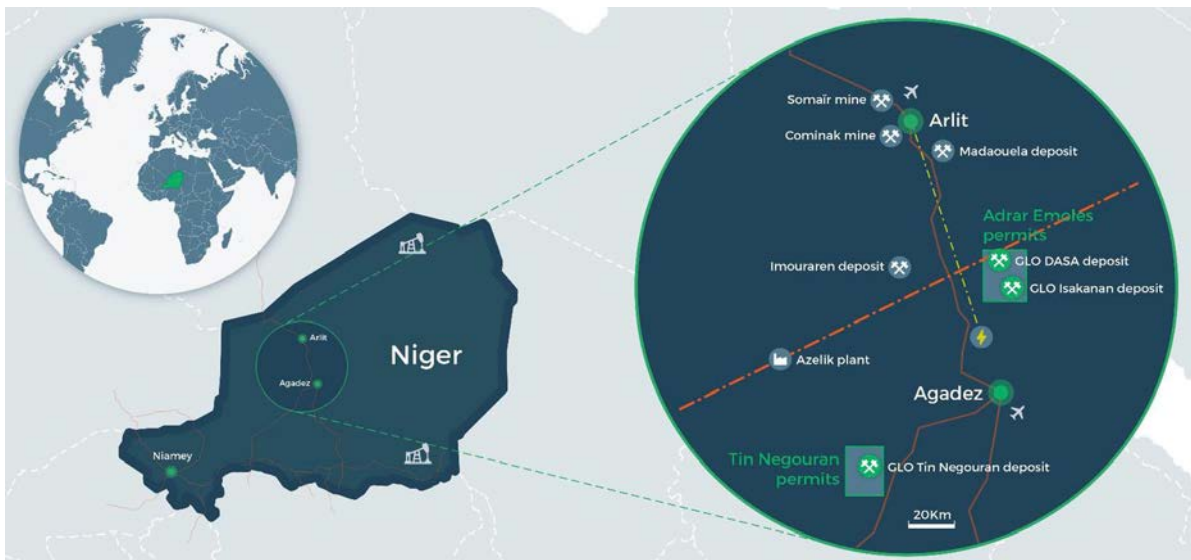 Somaïr mine
Arlit
Cominak mine
Madaouela deposit
Adrar Emoles
permits
GLO DASA deposit
Imouraren deposit
GLO Isakanan deposit
Azelik plant
Agadez
Tin Negouran
permits
GLO Tin Negouran deposit
20Km
Niger
Arlit
Agadez
Niamey